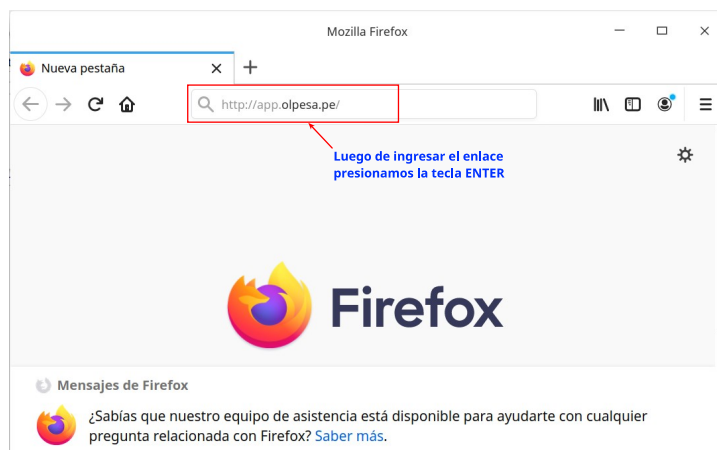 Mozilla Firefox
Nueva pestaña
http://app.olpesa.pe/
Luego de ingresar el enlace
presionamos la tecla ENTER
Firefox
Mensajes de Firefox
¿Sabías que nuestro equipo de asistencia está disponible para ayudarte con cualquier
pregunta relacionada con Firefox? Saber más.